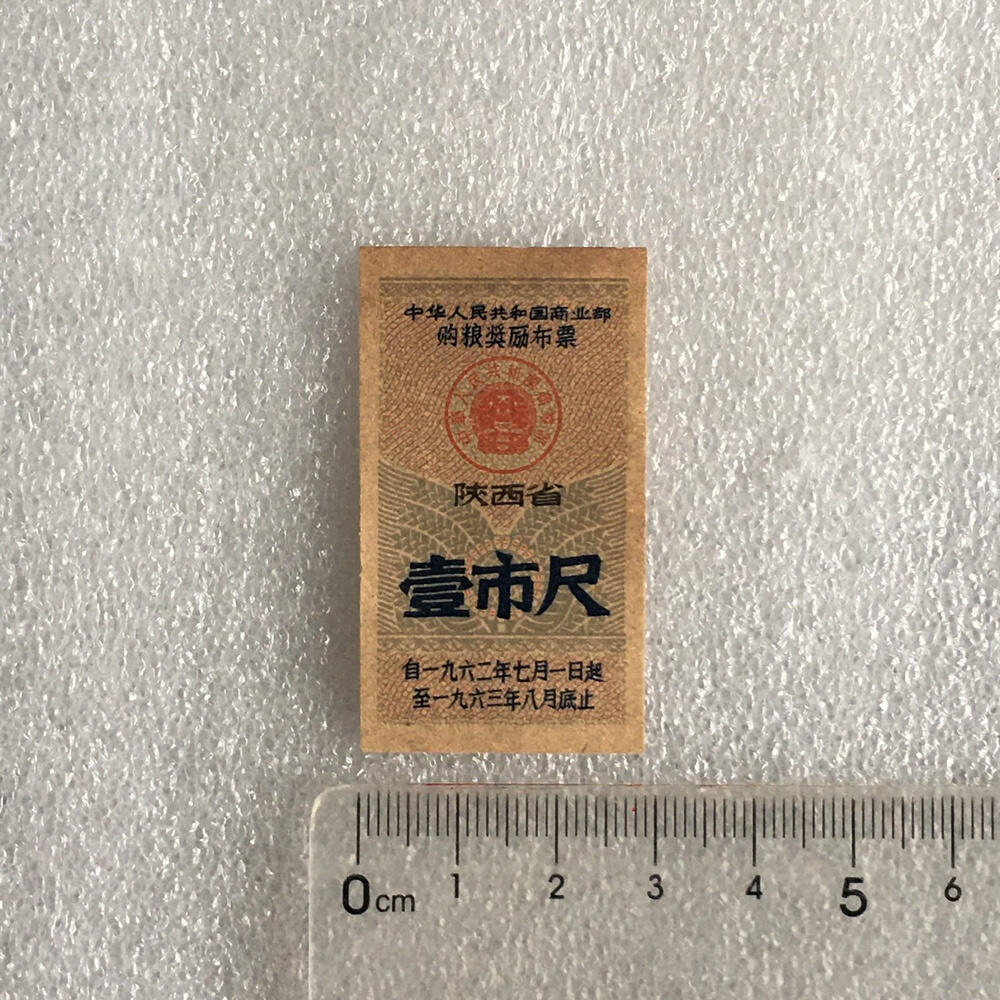 中华人民共和国商业部
购粮奖励布票
陕西省
壹市尺
自一九六二年七月一日起
至一九六三年八月底止
0cm 1 2 3 4 5 6